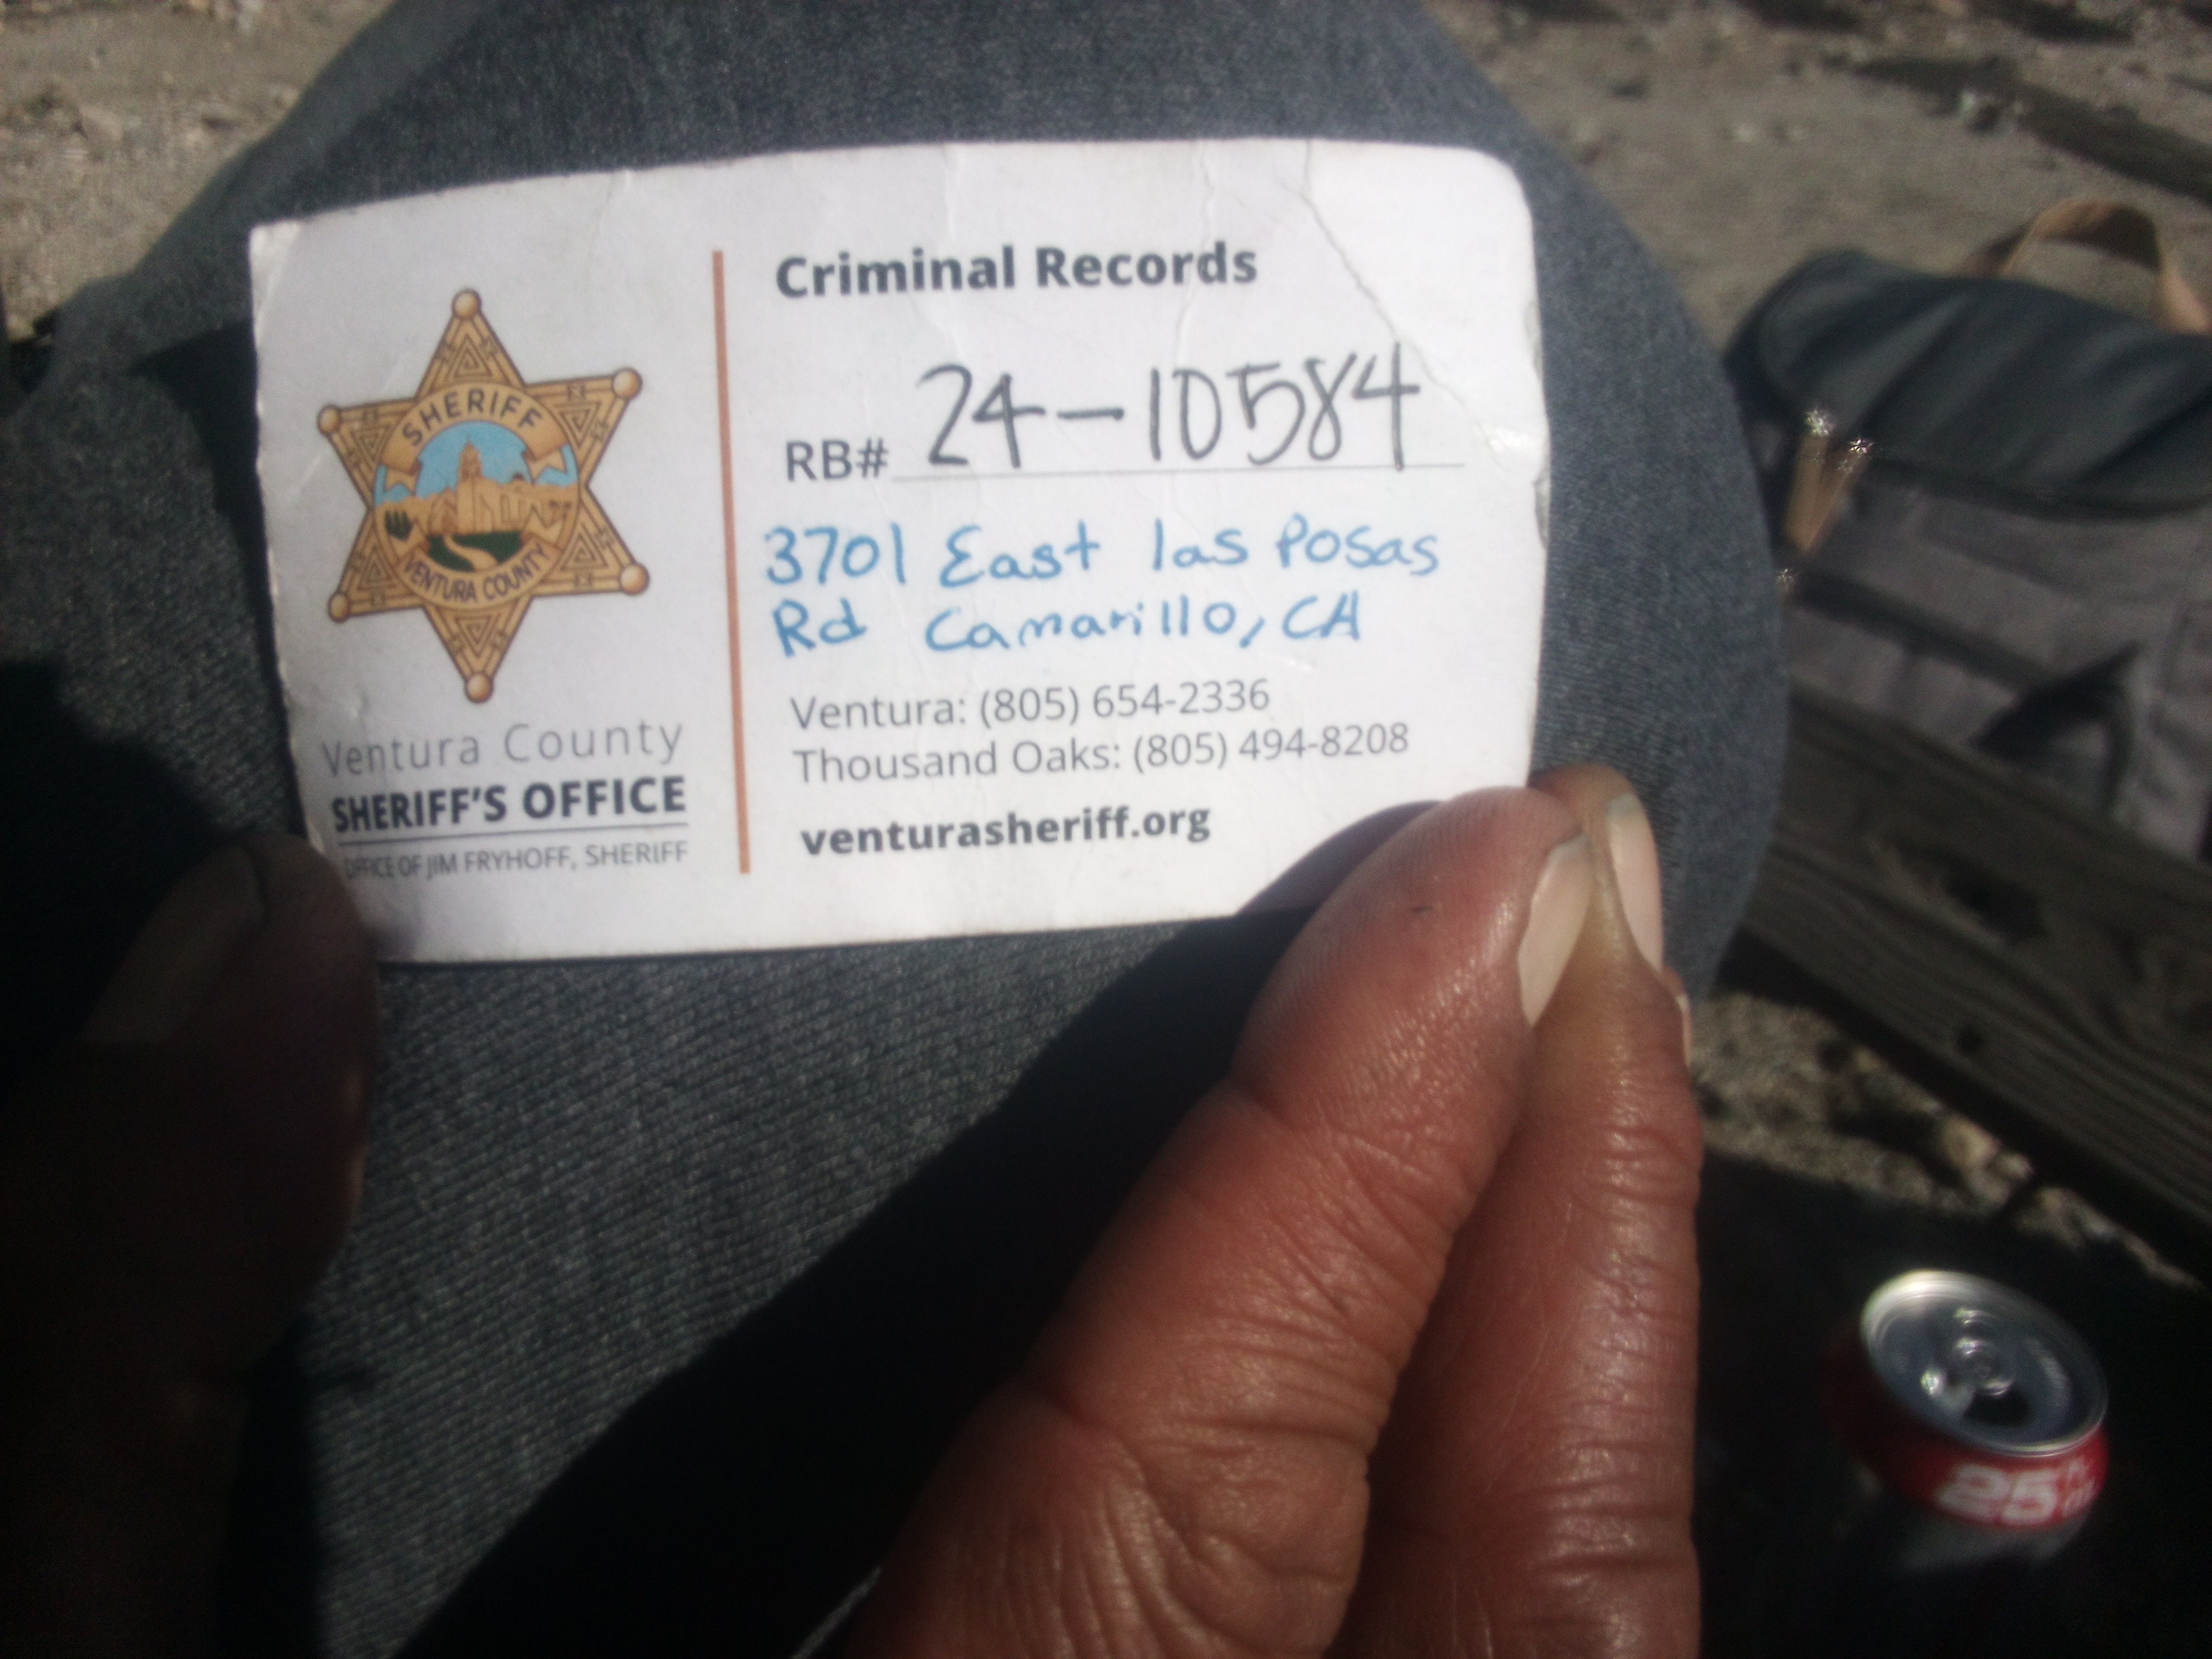 SHERIFF
VENTURA COUNTY
Ventura County
SHERIFF'S OFFICE
OFFICE OF JIM FRYHOFF, SHERIFF
Criminal Records
RB# 24-10584
3701 East las Posas
Rd Camarillo, CA
Ventura: (805) 654-2336
Thousand Oaks: (805) 494-8208
venturasheriff.org
25